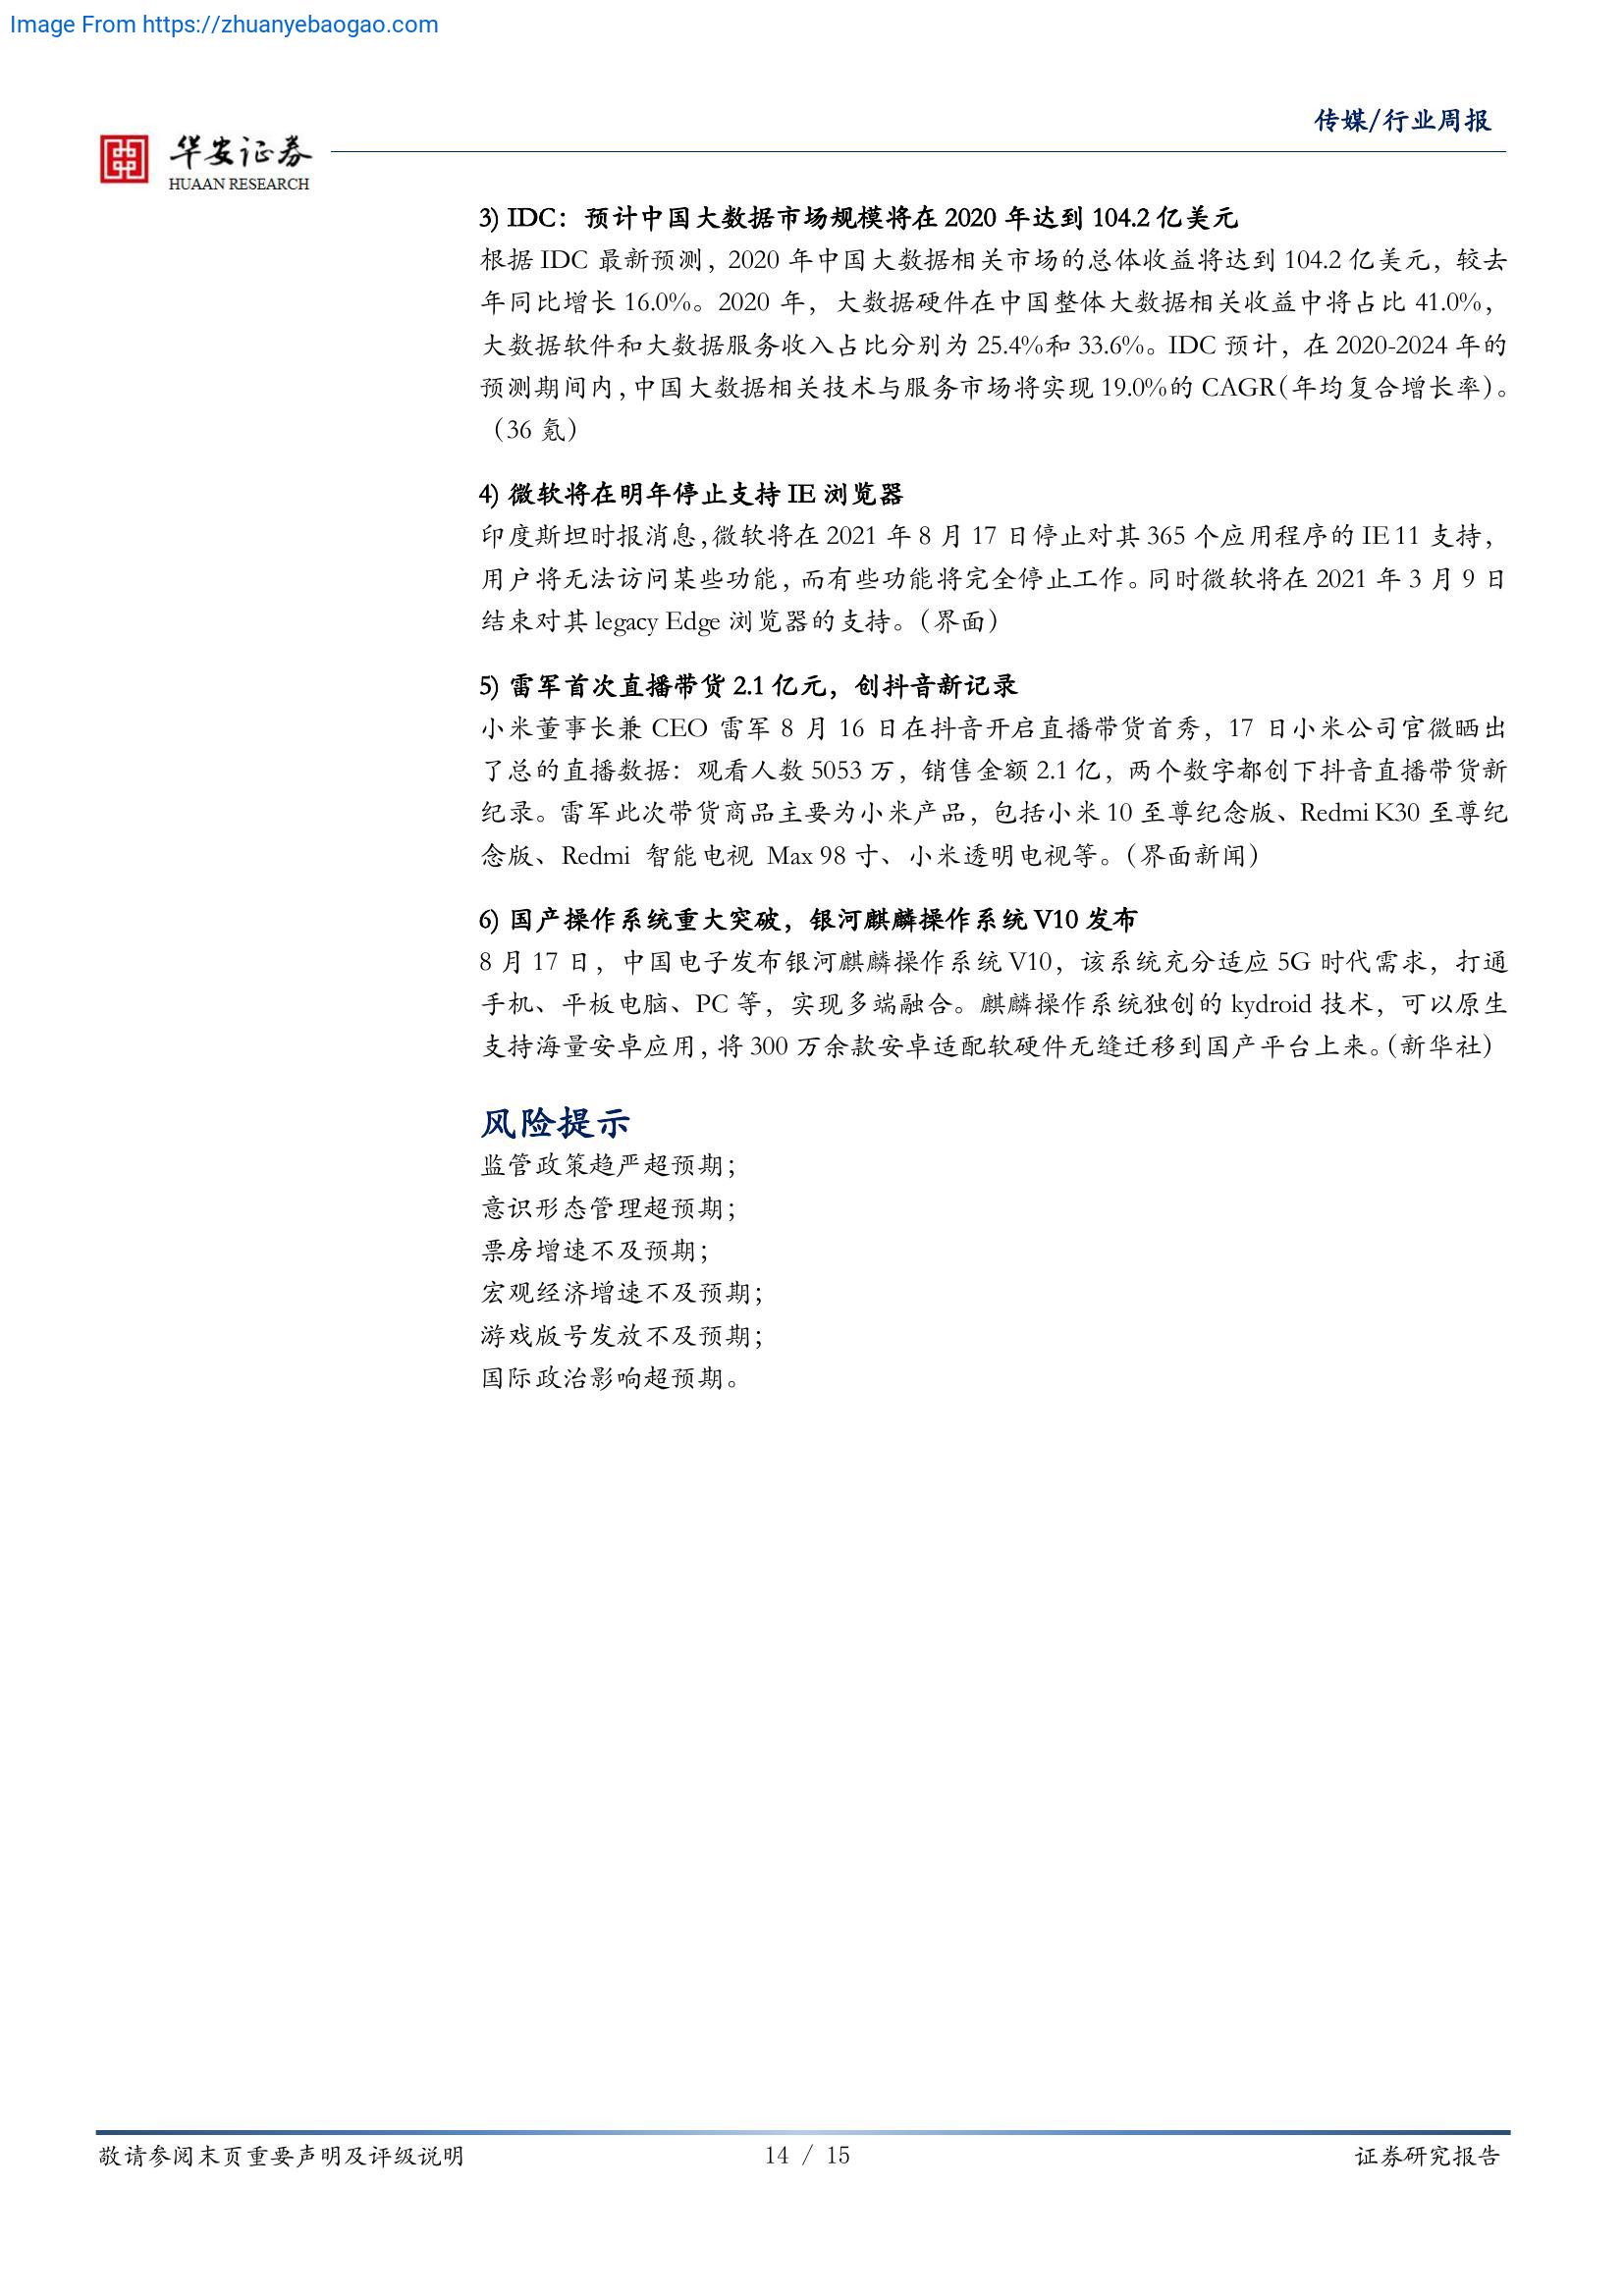 Image From https://zhuanyebaogao.com
传媒/行业周报
华安证券
HUAAN RESEARCH
3) IDC：预计中国大数据市场规模将在 2020 年达到 104.2 亿美元
根据 IDC 最新预测，2020 年中国大数据相关市场的总体收益将达到 104.2 亿美元，较去
年同比增长 16.0%。2020 年，大数据硬件在中国整体大数据相关收益中将占比 41.0%，
大数据软件和大数据服务收入占比分别为 25.4%和 33.6%。IDC 预计，在 2020-2024 年的
预测期间内，中国大数据相关技术与服务市场将实现 19.0%的 CAGR（年均复合增长率）。
（36 氪）
4) 微软将在明年停止支持 IE 浏览器
印度斯坦时报消息，微软将在 2021 年 8 月 17 日停止对其 365 个应用程序的 IE 11 支持，
用户将无法访问某些功能，而有些功能将完全停止工作。同时微软将在 2021 年 3 月 9 日
结束对其 legacy Edge 浏览器的支持。（界面）
5) 雷军首次直播带货 2.1 亿元，创抖音新记录
小米董事长兼 CEO 雷军 8 月 16 日在抖音开启直播带货首秀，17 日小米公司官微晒出
了总的直播数据：观看人数 5053 万，销售金额 2.1 亿，两个数字都创下抖音直播带货新
纪录。雷军此次带货商品主要为小米产品，包括小米 10 至尊纪念版、Redmi K30 至尊纪
念版、Redmi 智能电视 Max 98 寸、小米透明电视等。（界面新闻）
6) 国产操作系统重大突破，银河麒麟操作系统 V10 发布
8 月 17 日，中国电子发布银河麒麟操作系统 V10，该系统充分适应 5G 时代需求，打通
手机、平板电脑、PC 等，实现多端融合。麒麟操作系统独创的 kydroid 技术，可以原生
支持海量安卓应用，将 300 万余款安卓适配软硬件无缝迁移到国产平台上来。（新华社）
风险提示
监管政策趋严超预期；
意识形态管理超预期；
票房增速不及预期；
宏观经济增速不及预期；
游戏版号发放不及预期；
国际政治影响超预期。
敬请参阅末页重要声明及评级说明
14 / 15
证券研究报告